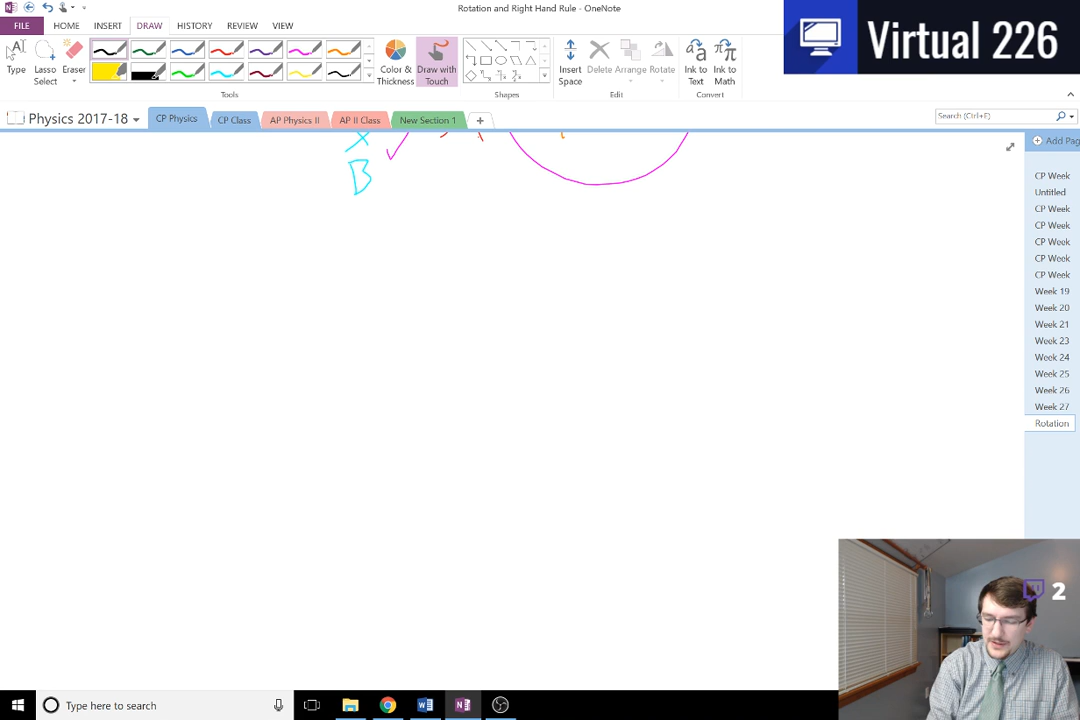 Rotation and Right Hand Rule - OneNote
Virtual 226
FILE HOME INSERT DRAW HISTORY REVIEW VIEW
Type Lasso Select Eraser Color & Thickness Draw with Touch Insert Space Delete Arrange Rotate Ink to Text Ink to Math
Tools Shapes Edit Convert
Physics 2017-18 CP Physics CP Class AP Physics II AP II Class New Section 1 Search (Ctrl+E)
Add Pag
B
CP Week
Untitled
CP Week
CP Week
CP Week
CP Week
CP Week
Week 19
Week 20
Week 21
Week 23
Week 24
Week 25
Week 26
Week 27
Rotation
2
Type here to search